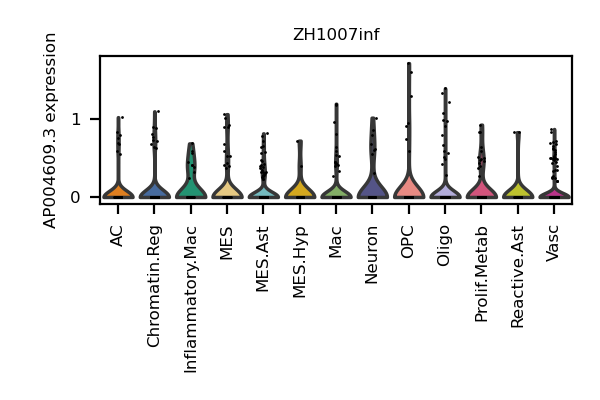 ZH1007inf
AP004609.3 expression
1
0
AC
Chromatin.Reg
Inflammatory.Mac
MES
MES.Ast
MES.Hyp
Mac
Neuron
OPC
Oligo
Prolif.Metab
Reactive.Ast
Vasc